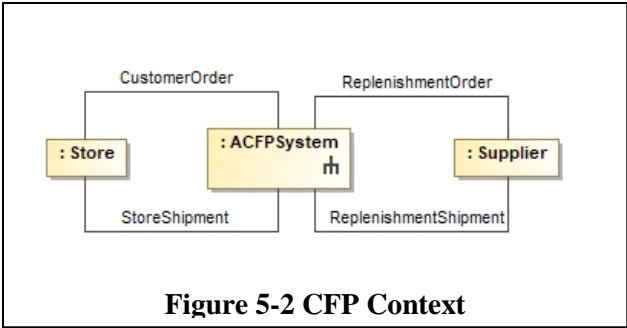 CustomerOrder
ReplenishmentOrder
: Store
: ACFPSystem
: Supplier
StoreShipment
ReplenishmentShipment
Figure 5-2 CFP Context